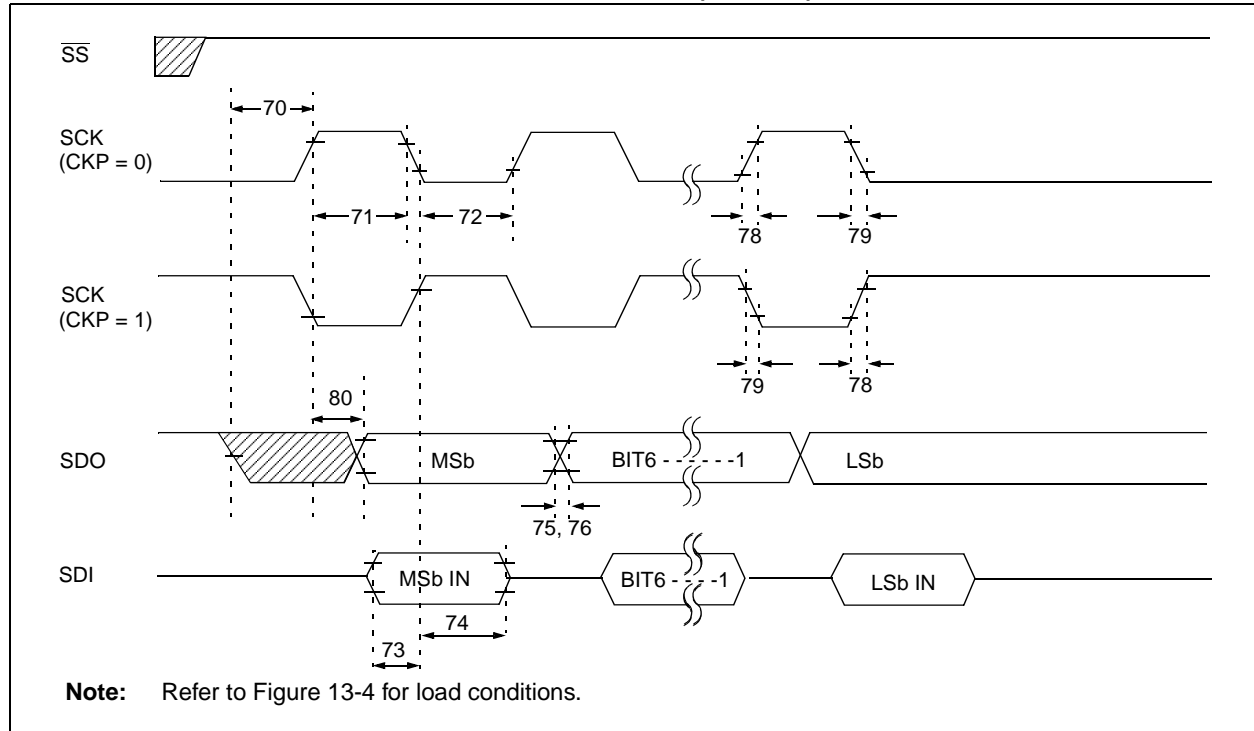 SS
70
SCK
(CKP = 0)
71
72
78
79
SCK
(CKP = 1)
79
78
80
SDO
MSb
BIT6 - - - - - -1
LSb
75, 76
SDI
MSb IN
BIT6 - - - - -1
LSb IN
74
73
Note: Refer to Figure 13-4 for load conditions.